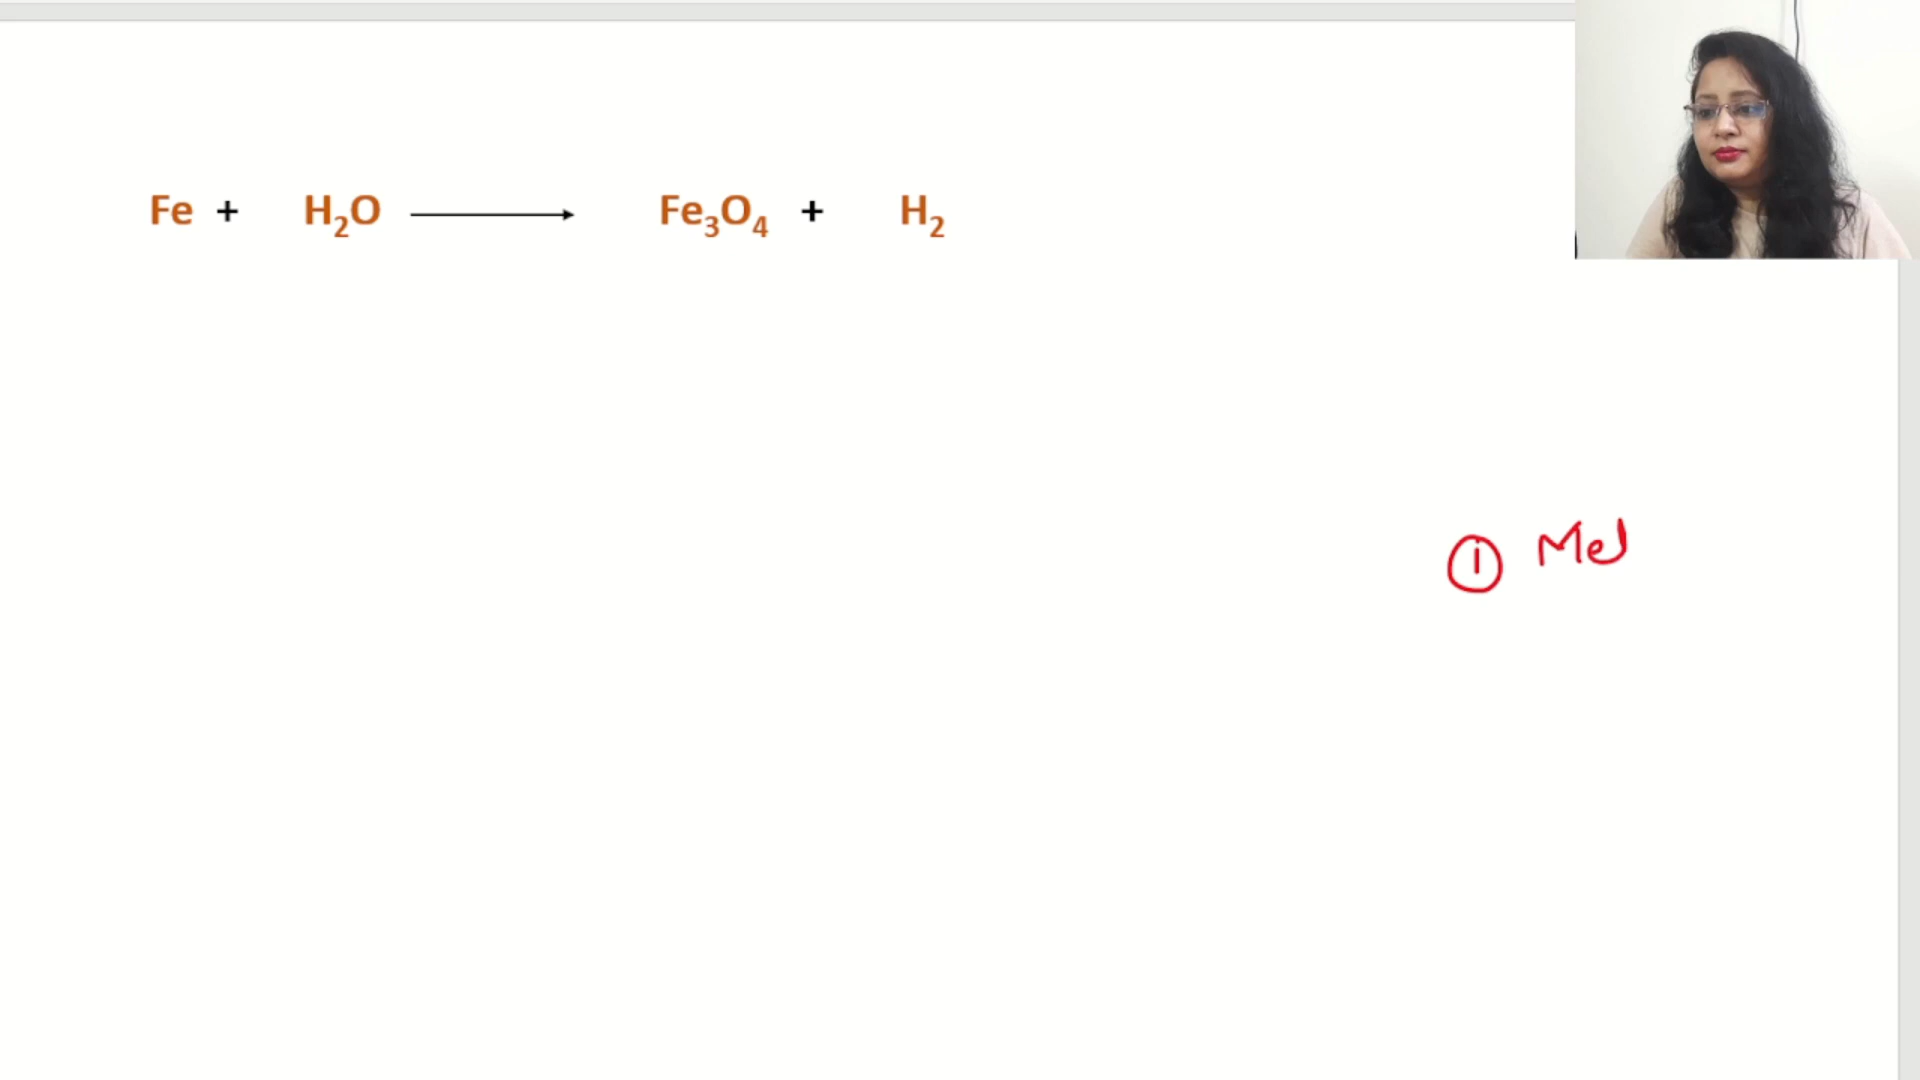 Fe + H₂O ⟶ Fe₃O₄ + H₂
① Met